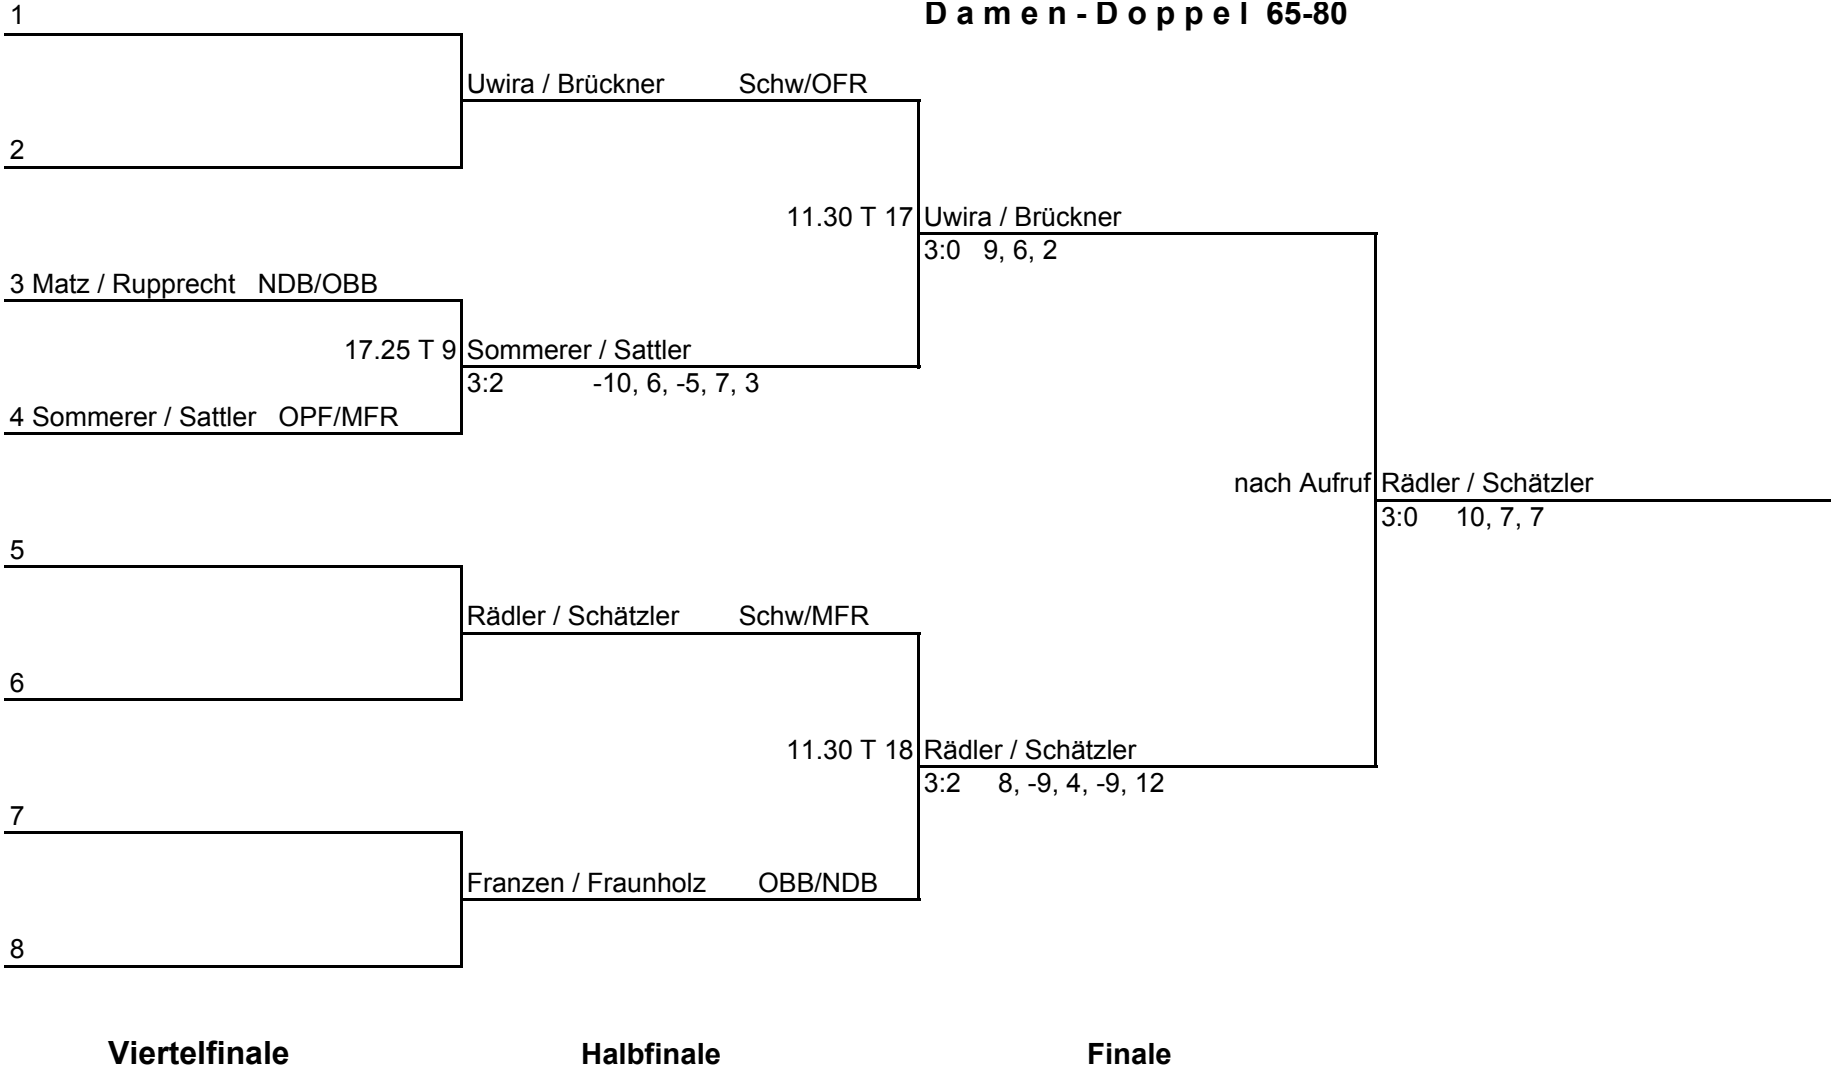 1
D a m e n - D o p p e l 65-80
Uwira / Brückner Schw/OFR
2
11.30 T 17 Uwira / Brückner
3:0 9, 6, 2
3 Matz / Rupprecht NDB/OBB
17.25 T 9 Sommerer / Sattler
3:2 -10, 6, -5, 7, 3
4 Sommerer / Sattler OPF/MFR
nach Aufruf Rädler / Schätzler
3:0 10, 7, 7
5
Rädler / Schätzler Schw/MFR
6
11.30 T 18 Rädler / Schätzler
3:2 8, -9, 4, -9, 12
7
Franzen / Fraunholz OBB/NDB
8
Viertelfinale Halbfinale Finale